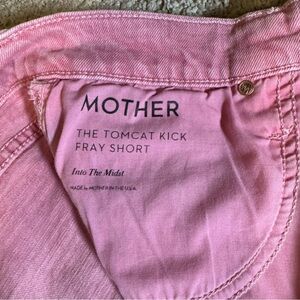 MOTHER
THE TOMCAT KICK
FRAY SHORT
Into The Midst
MADE by MOTHER IN THE U.S.A.